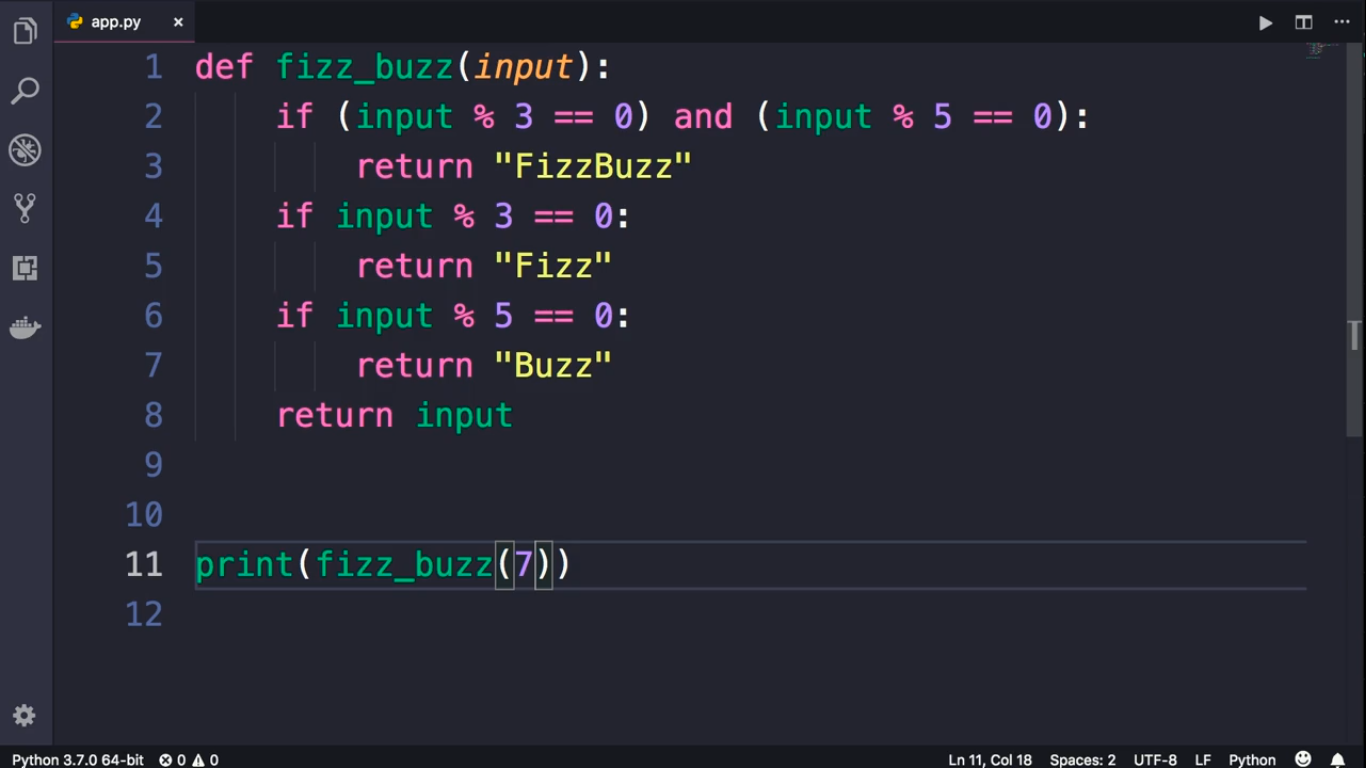 app.py ×
1 def fizz_buzz(input):
2     if (input % 3 == 0) and (input % 5 == 0):
3         return "FizzBuzz"
4     if input % 3 == 0:
5         return "Fizz"
6     if input % 5 == 0:
7         return "Buzz"
8     return input
9
10
11 print(fizz_buzz(7))
12
Python 3.7.0 64-bit 0 0 Ln 11, Col 18 Spaces: 2 UTF-8 LF Python